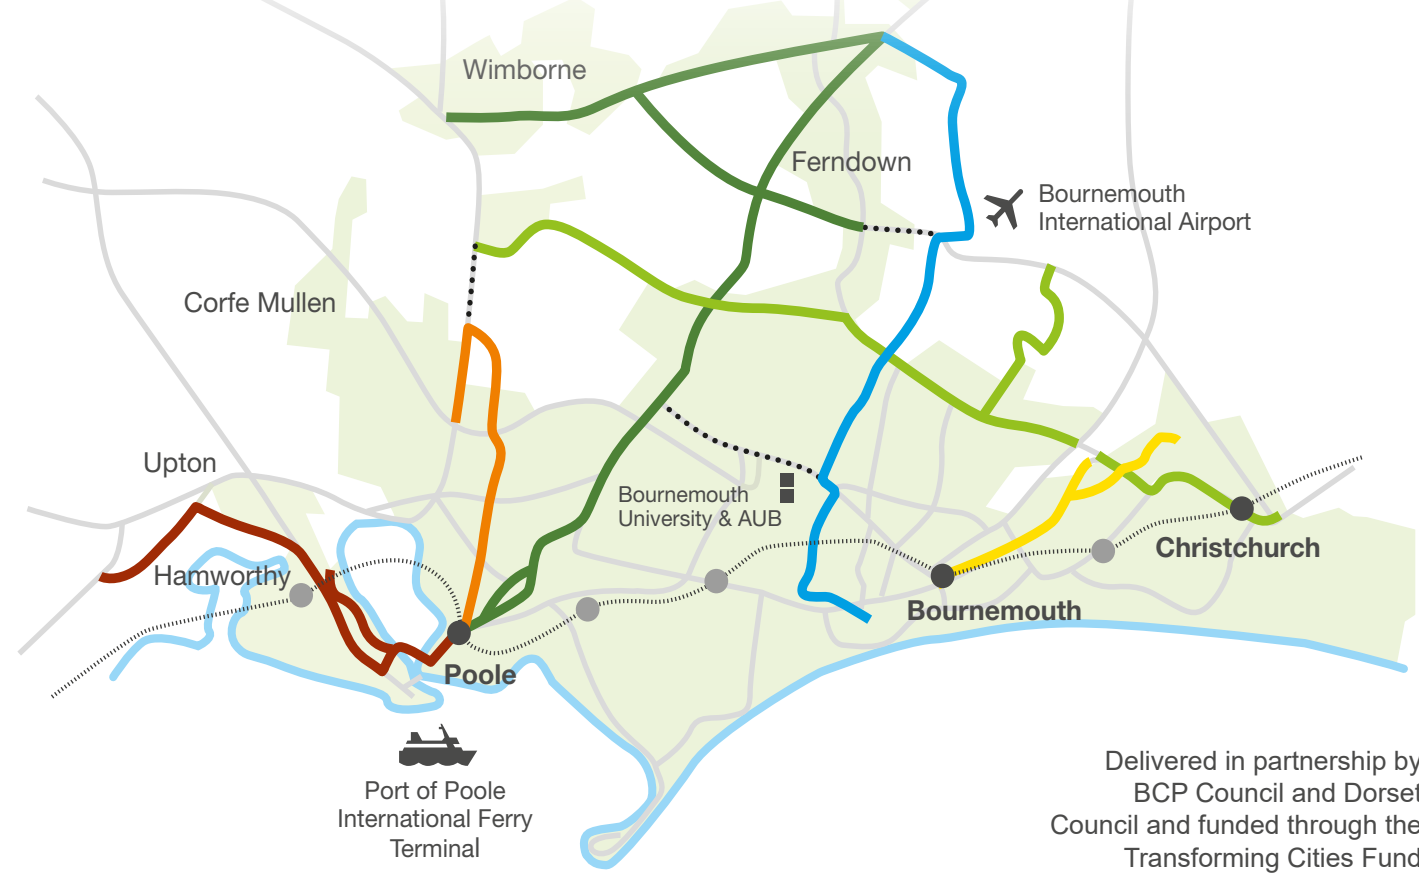 Wimborne
Ferndown
Bournemouth
International Airport
Corfe Mullen
Upton
Bournemouth
University & AUB
Hamworthy
Christchurch
Bournemouth
Poole
Port of Poole
International Ferry
Terminal
Delivered in partnership by
BCP Council and Dorset
Council and funded through the
Transforming Cities Fund